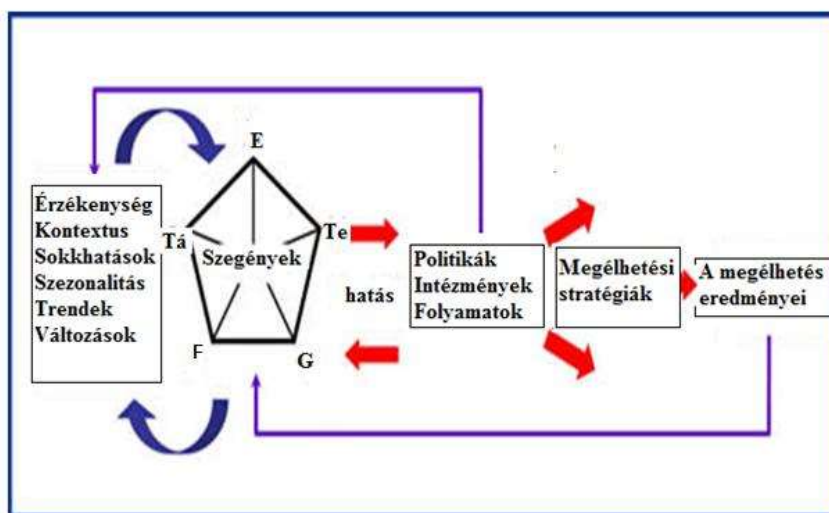 E
Érzékenység
Kontextus
Sokkhatások
Szezonalitás
Trendek
Változások
Tá
Te
Szegények
F
G
hatás
Politikák
Intézmények
Folyamatok
Megélhetési
stratégiák
A megélhetés
eredményei